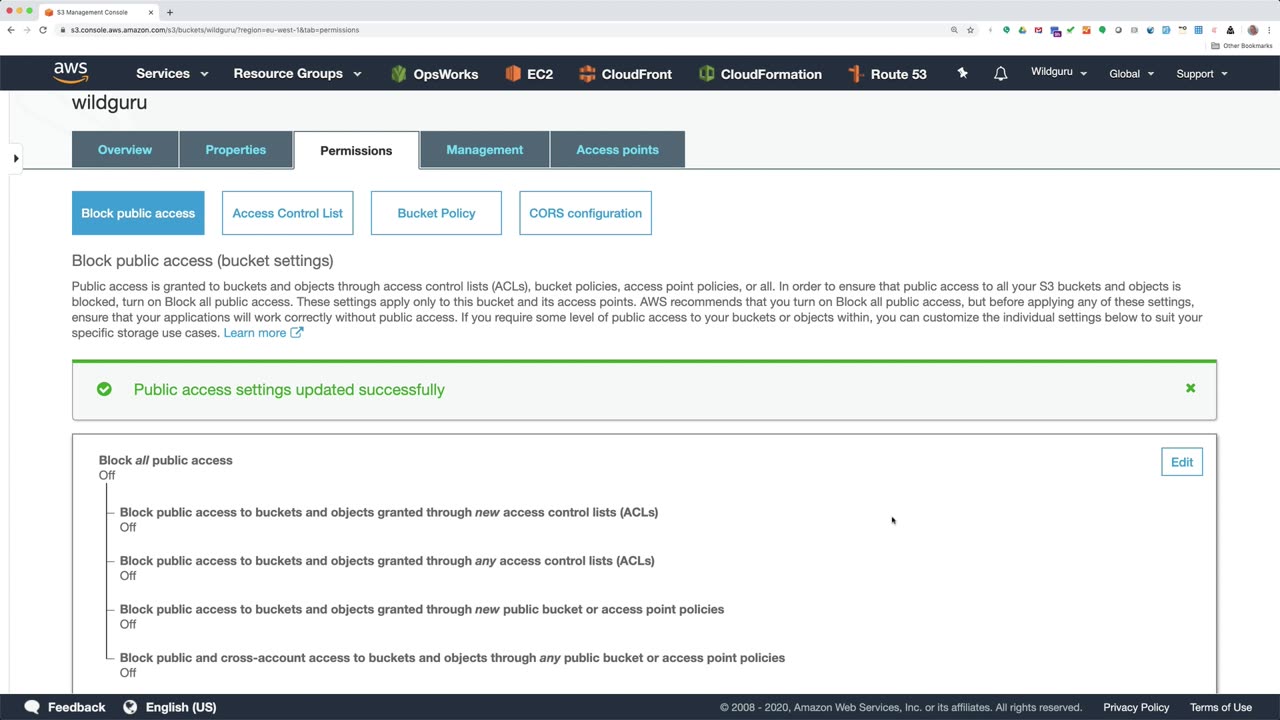 S3 Management Console
s3.console.aws.amazon.com/s3/buckets/wildguru/?region=eu-west-1&tab=permissions
Other Bookmarks
aws Services Resource Groups OpsWorks EC2 CloudFront CloudFormation Route 53 Wildguru Global Support
wildguru
Overview Properties Permissions Management Access points
Block public access Access Control List Bucket Policy CORS configuration
Block public access (bucket settings)
Public access is granted to buckets and objects through access control lists (ACLs), bucket policies, access point policies, or all. In order to ensure that public access to all your S3 buckets and objects is
blocked, turn on Block all public access. These settings apply only to this bucket and its access points. AWS recommends that you turn on Block all public access, but before applying any of these settings,
ensure that your applications will work correctly without public access. If you require some level of public access to your buckets or objects within, you can customize the individual settings below to suit your
specific storage use cases. Learn more
Public access settings updated successfully
Block all public access
Edit
Off
Block public access to buckets and objects granted through new access control lists (ACLs)
Off
Block public access to buckets and objects granted through any access control lists (ACLs)
Off
Block public access to buckets and objects granted through new public bucket or access point policies
Off
Block public and cross-account access to buckets and objects through any public bucket or access point policies
Off
Feedback English (US) © 2008 - 2020, Amazon Web Services, Inc. or its affiliates. All rights reserved. Privacy Policy Terms of Use